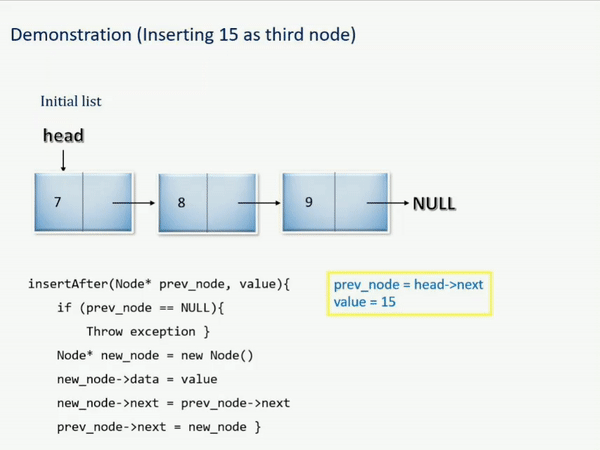 Demonstration (Inserting 15 as third node)
Initial list
head
7 8 9 NULL
insertAfter(Node* prev_node, value){
if (prev_node == NULL){
Throw exception }
Node* new_node = new Node()
new_node->data = value
new_node->next = prev_node->next
prev_node->next = new_node }
prev_node = head->next
value = 15